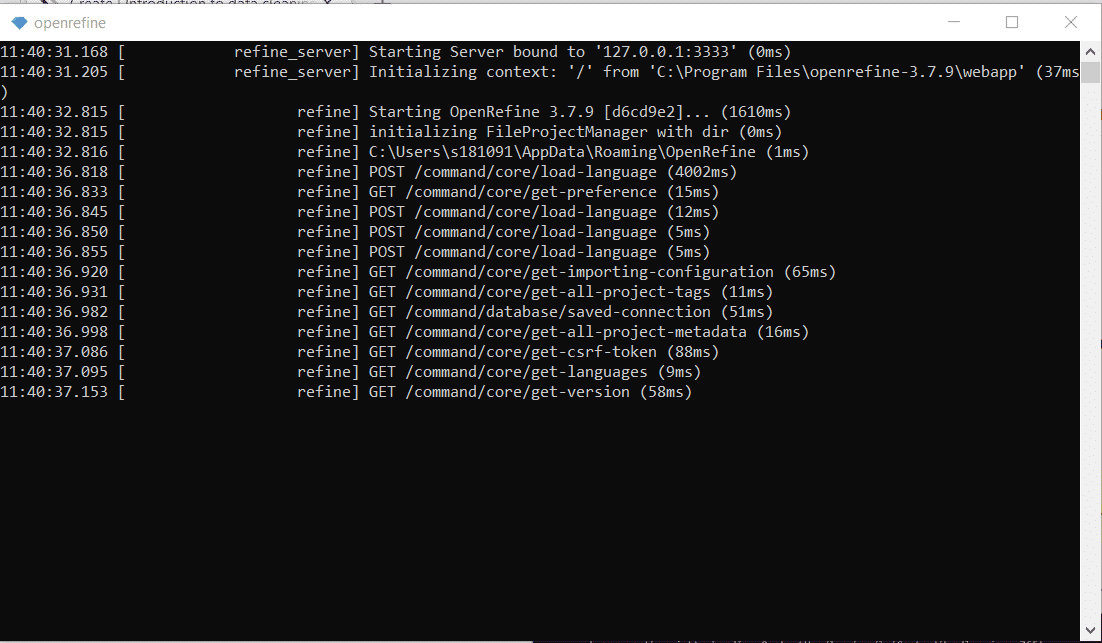 Create | Introduction to data cleaning
openrefine
11:40:31.168 [            refine_server] Starting Server bound to '127.0.0.1:3333' (0ms)
11:40:31.205 [            refine_server] Initializing context: '/' from 'C:\Program Files\openrefine-3.7.9\webapp' (37ms
)
11:40:32.815 [                   refine] Starting OpenRefine 3.7.9 [d6cd9e2]... (1610ms)
11:40:32.815 [                   refine] initializing FileProjectManager with dir (0ms)
11:40:32.816 [                   refine] C:\Users\s181091\AppData\Roaming\OpenRefine (1ms)
11:40:36.818 [                   refine] POST /command/core/load-language (4002ms)
11:40:36.833 [                   refine] GET /command/core/get-preference (15ms)
11:40:36.845 [                   refine] POST /command/core/load-language (12ms)
11:40:36.850 [                   refine] POST /command/core/load-language (5ms)
11:40:36.855 [                   refine] POST /command/core/load-language (5ms)
11:40:36.920 [                   refine] GET /command/core/get-importing-configuration (65ms)
11:40:36.931 [                   refine] GET /command/core/get-all-project-tags (11ms)
11:40:36.982 [                   refine] GET /command/database/saved-connection (51ms)
11:40:36.998 [                   refine] GET /command/core/get-all-project-metadata (16ms)
11:40:37.086 [                   refine] GET /command/core/get-csrf-token (88ms)
11:40:37.095 [                   refine] GET /command/core/get-languages (9ms)
11:40:37.153 [                   refine] GET /command/core/get-version (58ms)